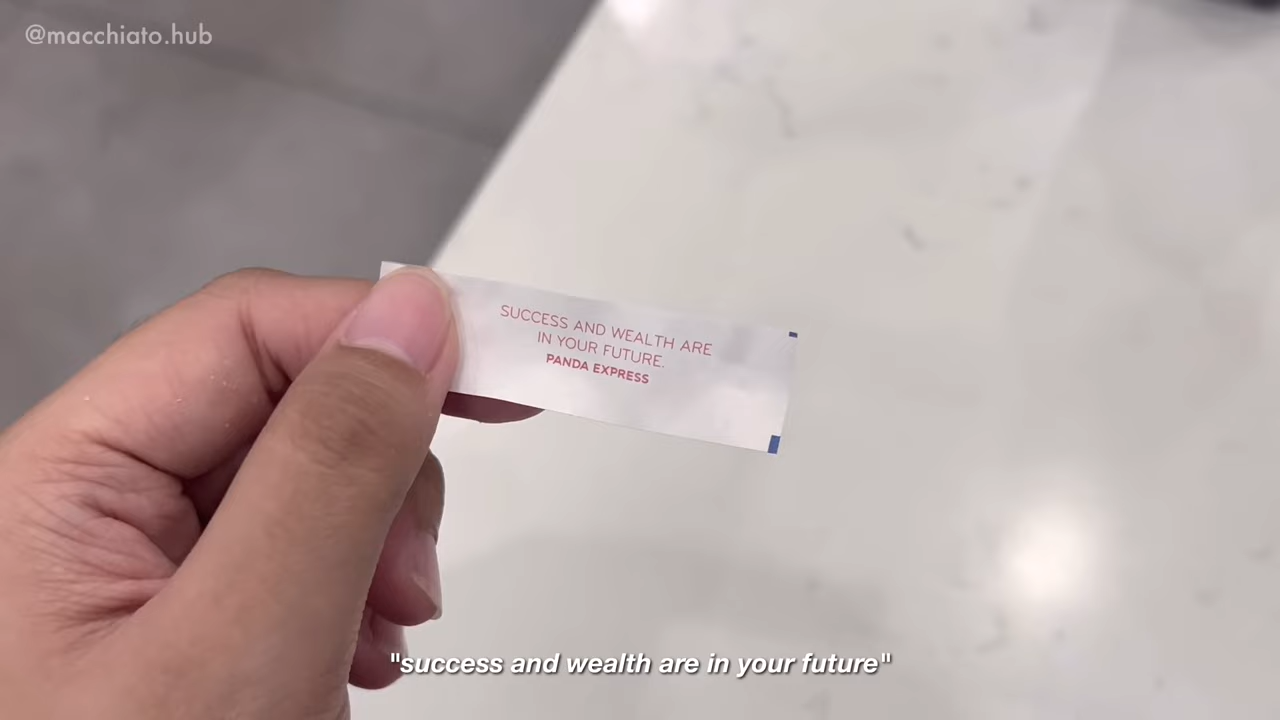 @macchiato.hub
SUCCESS AND WEALTH ARE
IN YOUR FUTURE.
PANDA EXPRESS
"success and wealth are in your future"